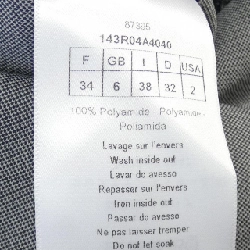 87385
143R04A4040
F GB I D USA
34 6 38 32 2
100% Polyamide Polyamide
Poliamida
Lavage sur l'envers
Wash inside out
Lavar do avesso
Repasser sur l'envers
Iron inside out
Passar do avesso
Ne pas laisser tremper
Do not let soak